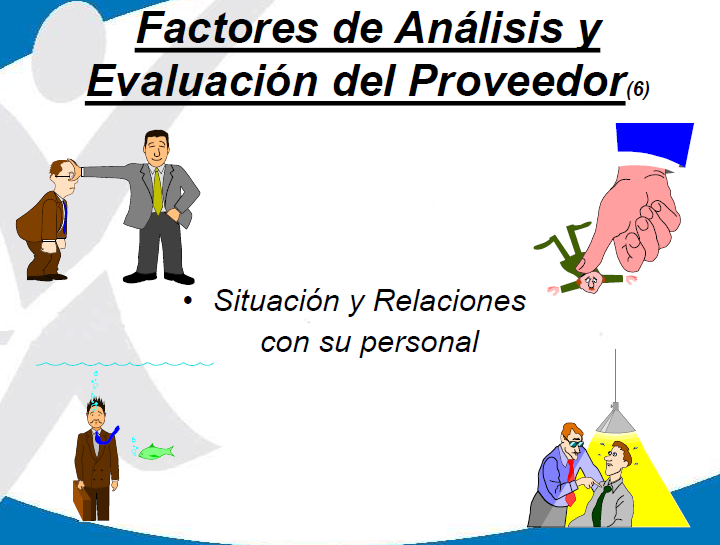 Factores de Análisis y
Evaluación del Proveedor(6)
• Situación y Relaciones
con su personal